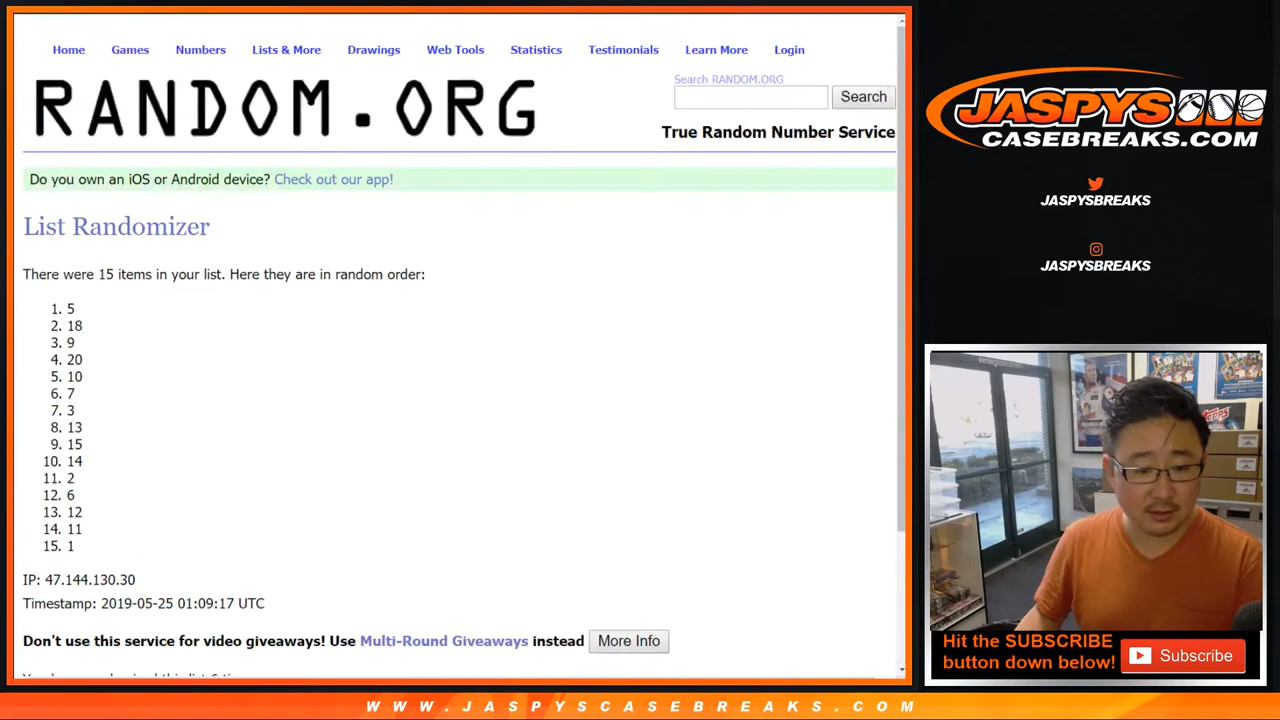 Home Games Numbers Lists & More Drawings Web Tools Statistics Testimonials Learn More Login
RANDOM.ORG
Search RANDOM.ORG
Search
True Random Number Service
Do you own an iOS or Android device? Check out our app!
List Randomizer
There were 15 items in your list. Here they are in random order:
1. 5
2. 18
3. 9
4. 20
5. 10
6. 7
7. 3
8. 13
9. 15
10. 14
11. 2
12. 6
13. 12
14. 11
15. 1
IP: 47.144.130.30
Timestamp: 2019-05-25 01:09:17 UTC
Don't use this service for video giveaways! Use Multi-Round Giveaways instead More Info
JASPYS
CASEBREAKS.COM
JASPYSBREAKS
JASPYSBREAKS
topps
Hit the SUBSCRIBE
button down below!
Subscribe
WWW.JASPYSCASEBREAKS.COM